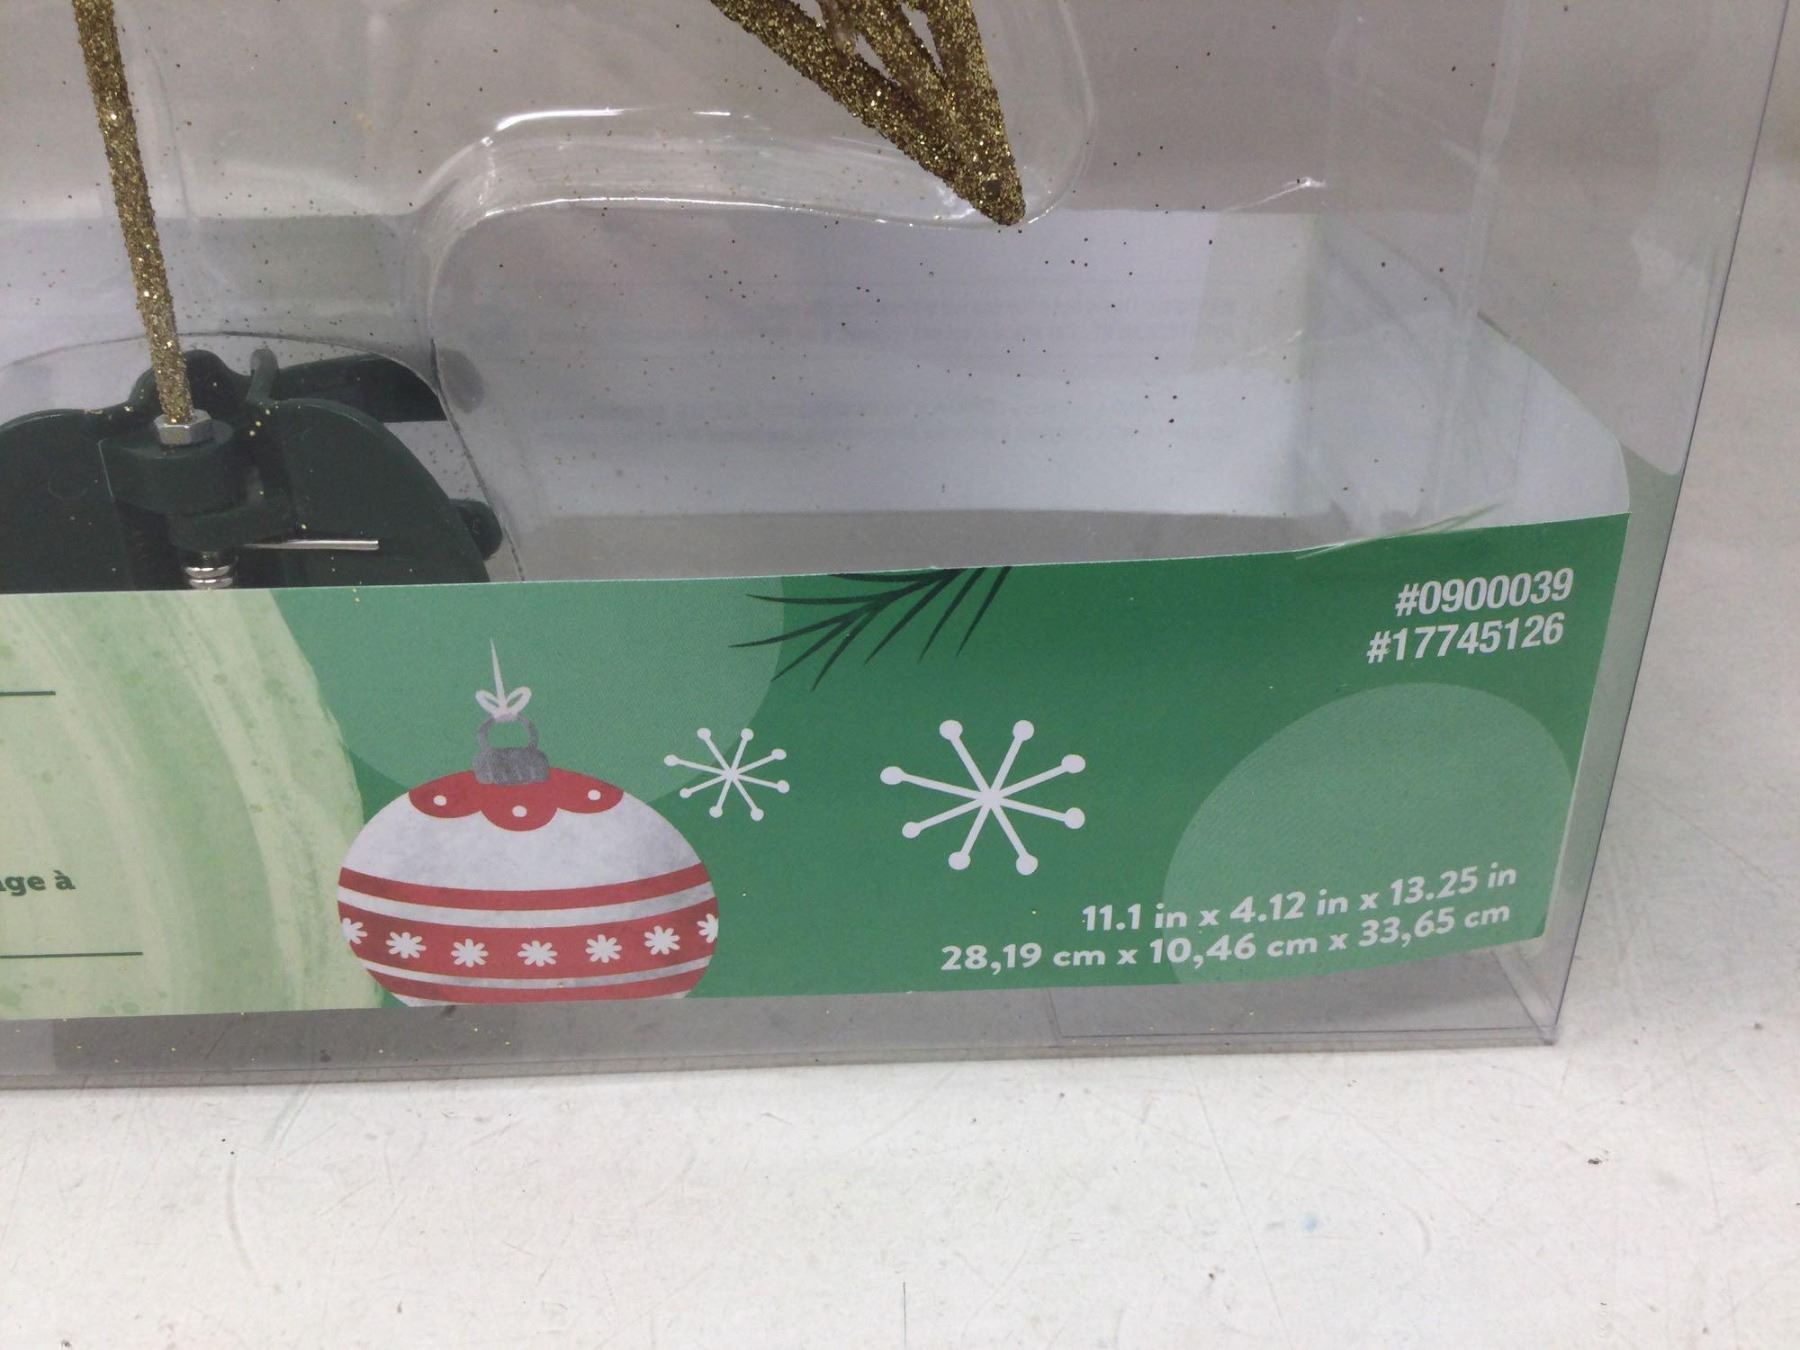 #0900039
#17745126
age à
11.1 in x 4.12 in x 13.25 in
28,19 cm x 10,46 cm x 33,65 cm